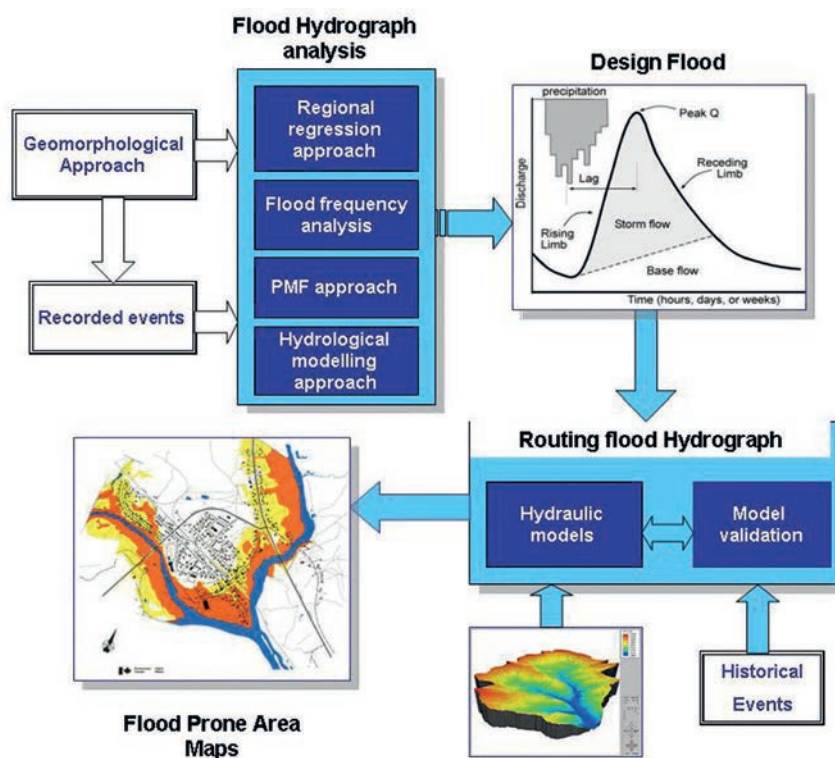 Flood Hydrograph
analysis
Geomorphological
Approach
Recorded events
Regional
regression
approach
Flood frequency
analysis
PMF approach
Hydrological
modelling
approach
Design Flood
precipitation
Peak Q
Lag
Receding
Limb
Discharge
Rising
Limb
Storm flow
Base flow
Time (hours, days, or weeks)
Routing flood Hydrograph
Hydraulic
models
Model
validation
Historical
Events
Flood Prone Area
Maps